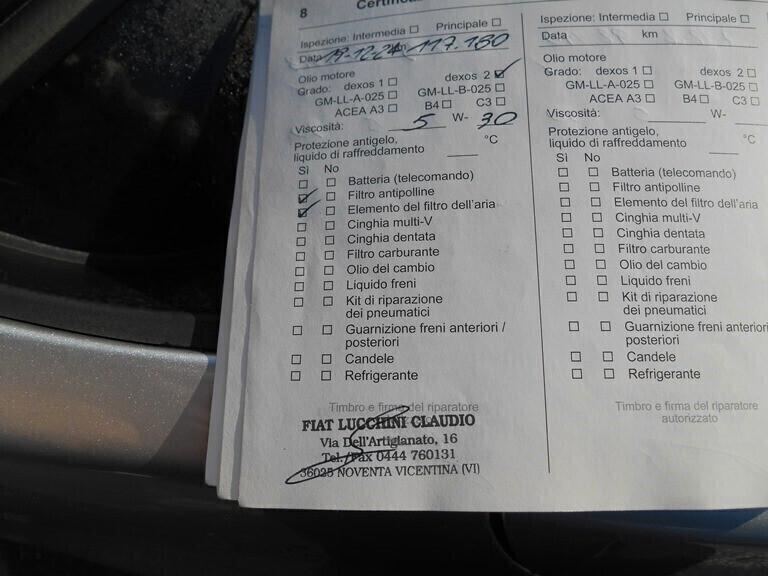 8
Ispezione: Intermedia Principale
Data 19-12-24 km 117.180
Olio motore
Grado: dexos 1 dexos 2
GM-LL-A-025 GM-LL-B-025
ACEA A3 B4 C3
Viscosità: 5 W- 30
Protezione antigelo,
liquido di raffreddamento °C
Sì No
Batteria (telecomando)
Filtro antipolline
Elemento del filtro dell'aria
Cinghia multi-V
Cinghia dentata
Filtro carburante
Olio del cambio
Liquido freni
Kit di riparazione
dei pneumatici
Guarnizione freni anteriori /
posteriori
Candele
Refrigerante
Timbro e firma del riparatore
FIAT LUCCHINI CLAUDIO
Via Dell'Artigianato, 16
Tel./Fax 0444 760131
36025 NOVENTA VICENTINA (VI)
Ispezione: Intermedia Principale
Data km
Olio motore
Grado: dexos 1 dexos 2
GM-LL-A-025 GM-LL-B-025
ACEA A3 B4 C3
Viscosità: W-
Protezione antigelo,
liquido di raffreddamento °C
Sì No
Batteria (telecomando)
Filtro antipolline
Elemento del filtro dell'aria
Cinghia multi-V
Cinghia dentata
Filtro carburante
Olio del cambio
Liquido freni
Kit di riparazione
dei pneumatici
Guarnizione freni anteriori
posteriori
Candele
Refrigerante
Timbro e firma del riparatore
autorizzato